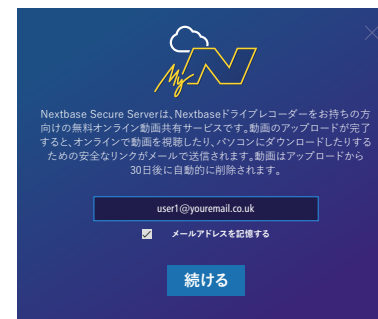 My N
Nextbase Secure Serverは、Nextbaseドライブレコーダーをお持ちの方
向けの無料オンライン動画共有サービスです。動画のアップロードが完了
すると、オンラインで動画を視聴したり、パソコンにダウンロードしたりする
ための安全なリンクがメールで送信されます。動画はアップロードから
30日後に自動的に削除されます。
user1@youremail.co.uk
メールアドレスを記憶する
続ける